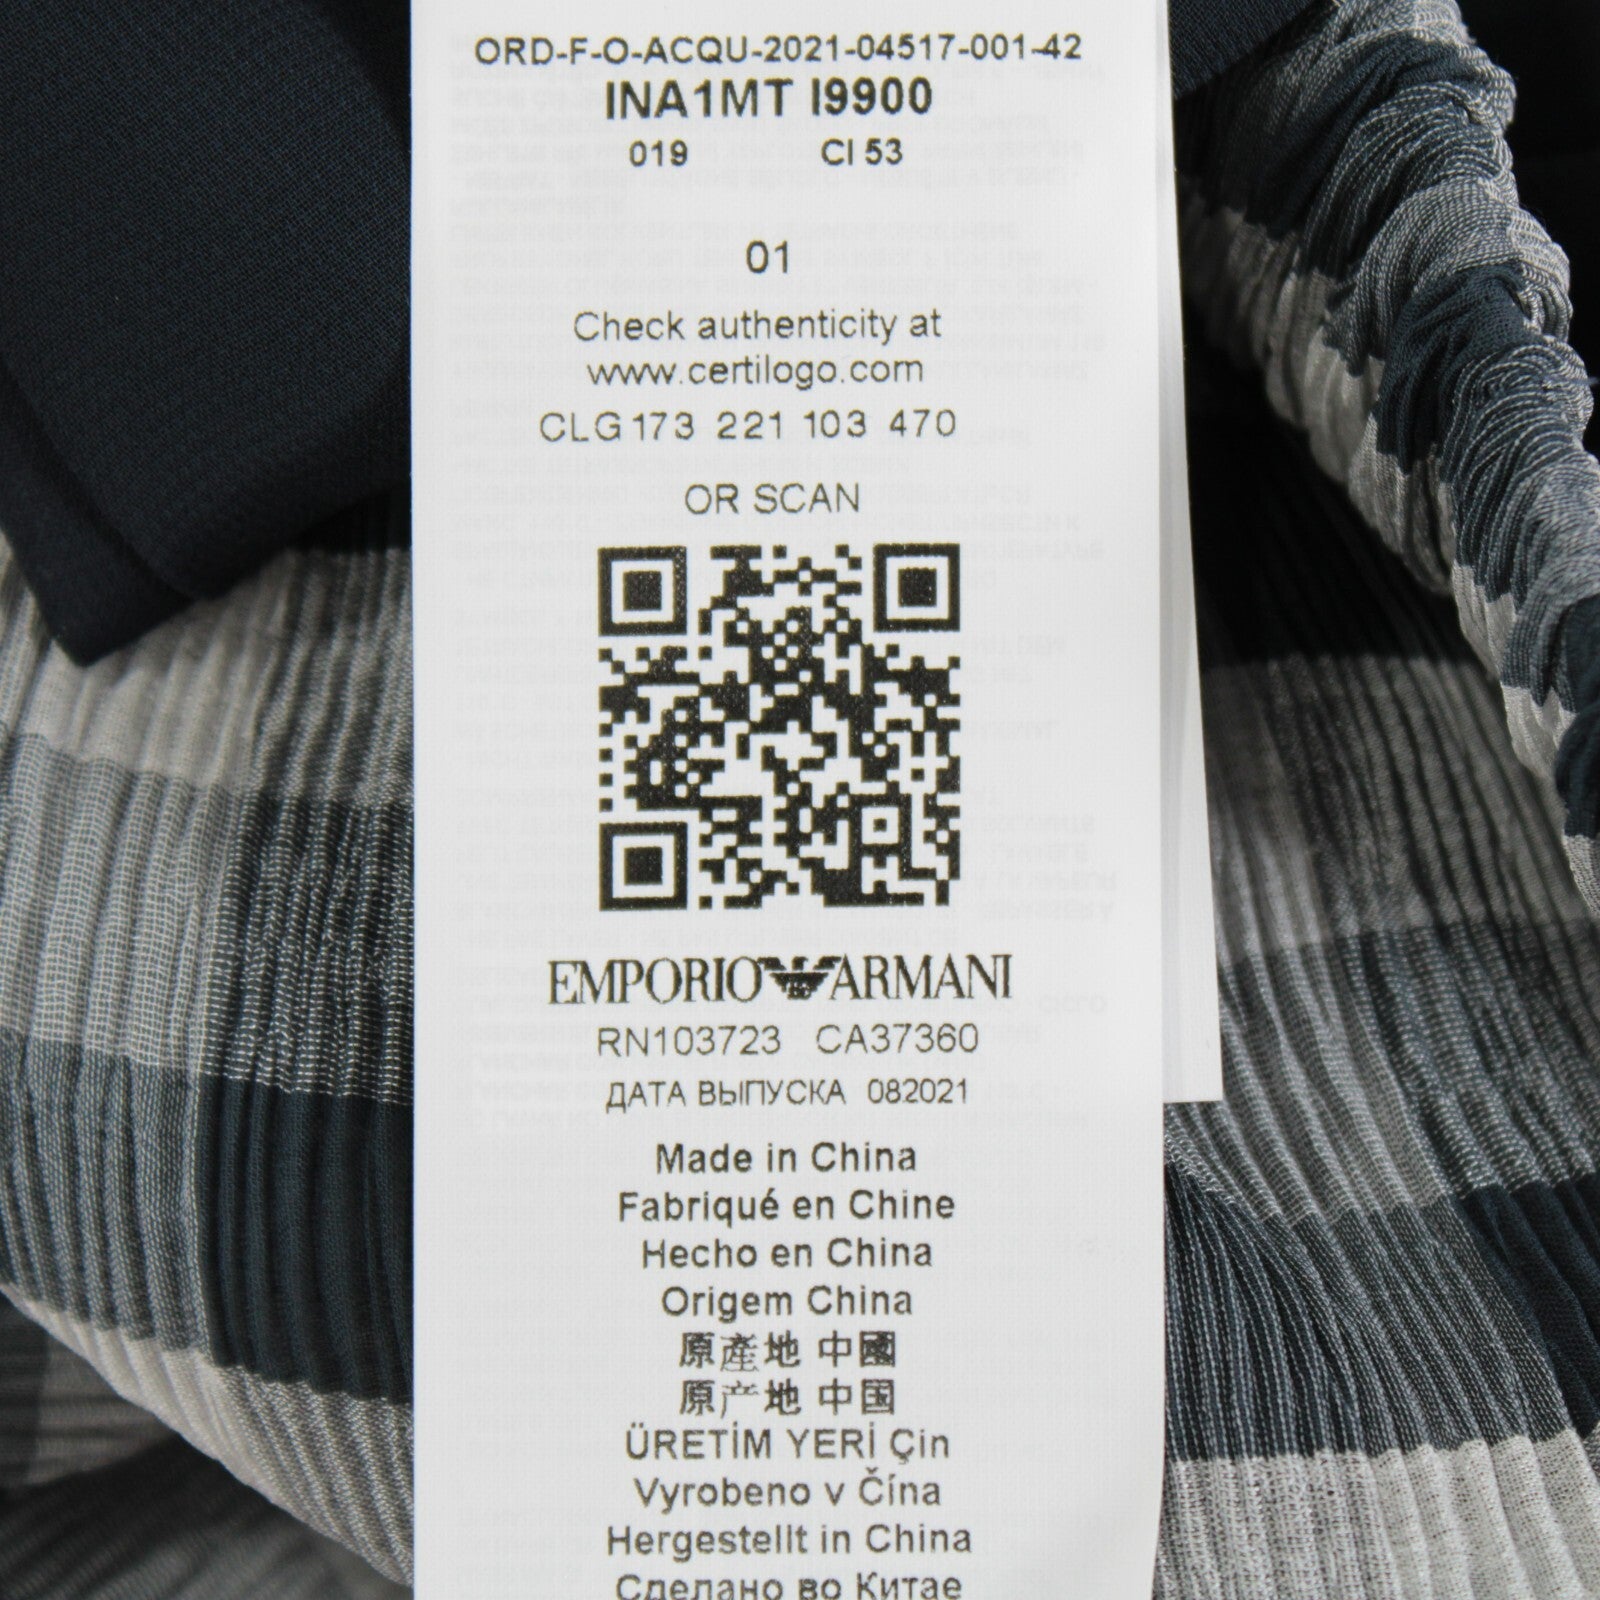 ORD-F-O-ACQU-2021-04517-001-42
INA1MT I9900
019 CI 53
01
Check authenticity at
www.certilogo.com
CLG 173 221 103 470
OR SCAN
EMPORIO ARMANI
RN103723 CA37360
ДАТА ВЫПУСКА 082021
Made in China
Fabriqué en Chine
Hecho en China
Origem China
原產地 中國
原产地 中国
ÜRETİM YERİ Çin
Vyrobeno v Čína
Hergestellt in China
Сделано во Китае